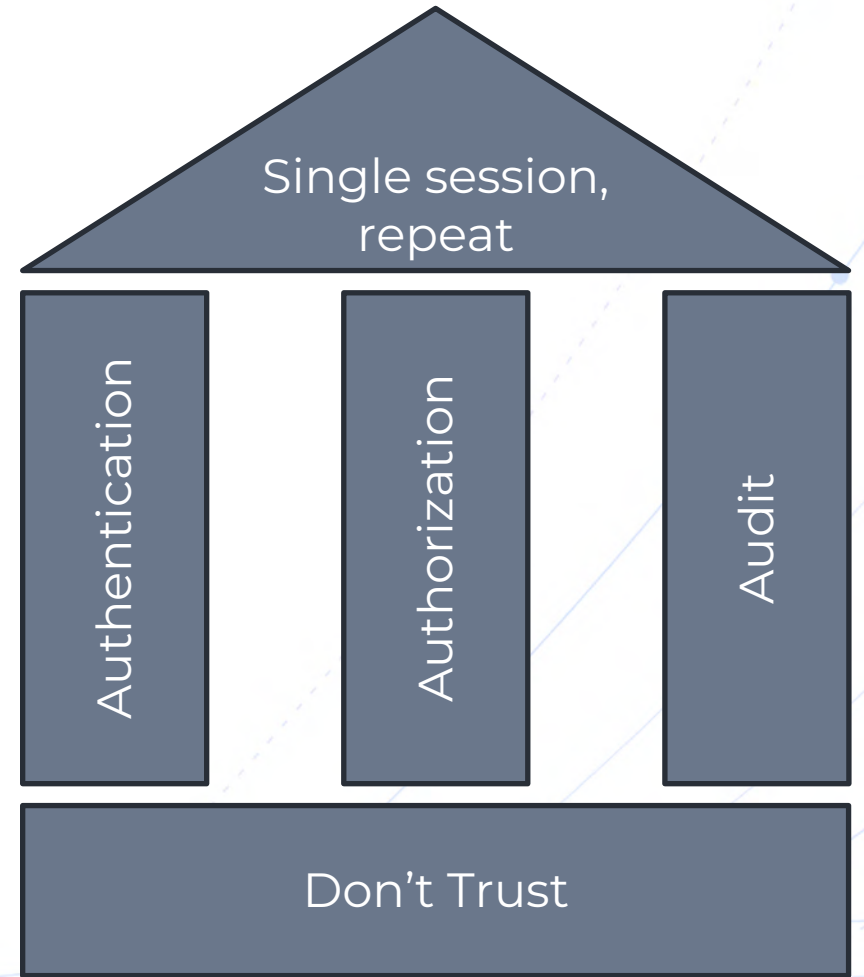 Single session,
repeat
Authentication
Authorization
Audit
Don’t Trust